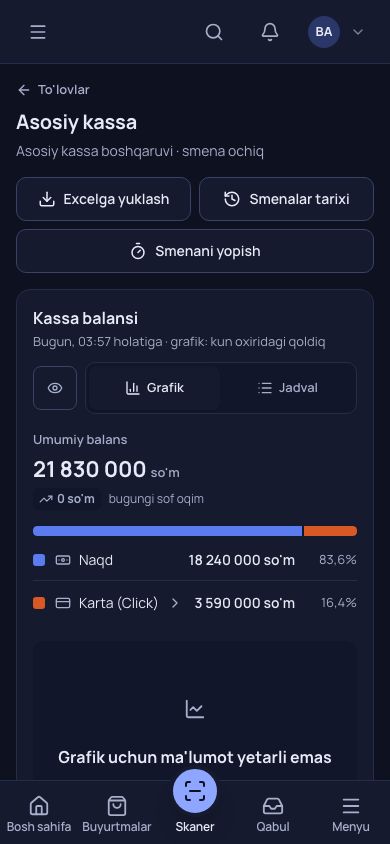 BA
To'lovlar
Asosiy kassa
Asosiy kassa boshqaruvi · smena ochiq
Excelga yuklash
Smenalar tarixi
Smenani yopish
Kassa balansi
Bugun, 03:57 holatiga · grafik: kun oxiridagi qoldiq
Grafik
Jadval
Umumiy balans
21 830 000 so'm
0 so'm bugungi sof oqim
Naqd 18 240 000 so'm 83,6%
Karta (Click) 3 590 000 so'm 16,4%
Grafik uchun ma'lumot yetarli emas
Bosh sahifa
Buyurtmalar
Skaner
Qabul
Menyu